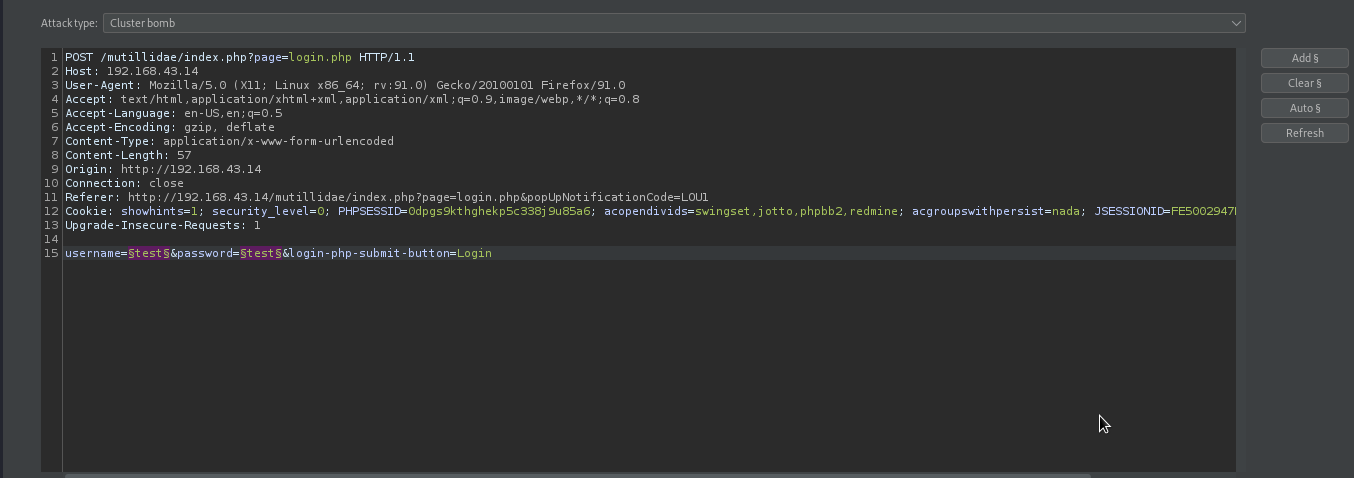 Attack type: Cluster bomb
1 POST /mutillidae/index.php?page=login.php HTTP/1.1
2 Host: 192.168.43.14
3 User-Agent: Mozilla/5.0 (X11; Linux x86_64; rv:91.0) Gecko/20100101 Firefox/91.0
4 Accept: text/html,application/xhtml+xml,application/xml;q=0.9,image/webp,*/*;q=0.8
5 Accept-Language: en-US,en;q=0.5
6 Accept-Encoding: gzip, deflate
7 Content-Type: application/x-www-form-urlencoded
8 Content-Length: 57
9 Origin: http://192.168.43.14
10 Connection: close
11 Referer: http://192.168.43.14/mutillidae/index.php?page=login.php&popUpNotificationCode=LOU1
12 Cookie: showhints=1; security_level=0; PHPSESSID=0dpgs9kthghekp5c338j9u85a6; acopendivids=swingset,jotto,phpbb2,redmine; acgroupswithpersist=nada; JSESSIONID=FE5002947
13 Upgrade-Insecure-Requests: 1
14
15 username=§test§&password=§test§&login-php-submit-button=Login
Add §
Clear §
Auto §
Refresh